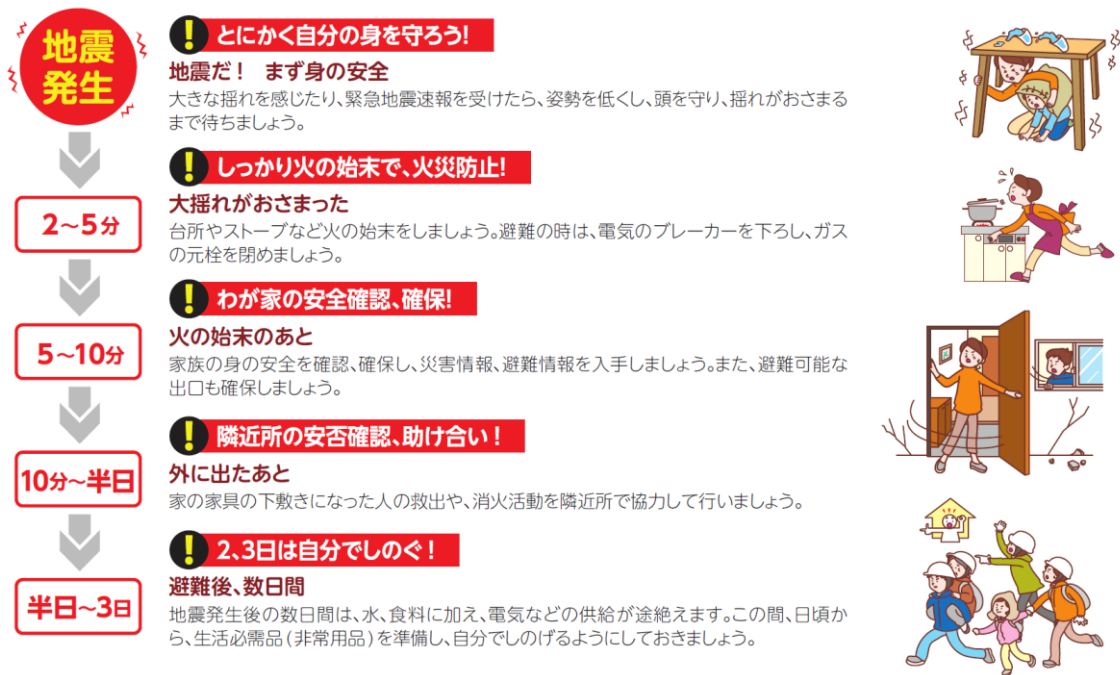 地震
発生
! とにかく自分の身を守ろう!
地震だ! まず身の安全
大きな揺れを感じたり、緊急地震速報を受けたら、姿勢を低くし、頭を守り、揺れがおさまる
まで待ちましょう。
! しっかり火の始末で、火災防止!
2~5分
大揺れがおさまった
台所やストーブなど火の始末をしましょう。避難の時は、電気のブレーカーを下ろし、ガス
の元栓を閉めましょう。
! わが家の安全確認、確保!
5~10分
火の始末のあと
家族の身の安全を確認、確保し、災害情報、避難情報を入手しましょう。また、避難可能な
出口も確保しましょう。
! 隣近所の安否確認、助け合い!
10分~半日
外に出たあと
家の家具の下敷きになった人の救出や、消火活動を隣近所で協力して行いましょう。
! 2、3日は自分でしのぐ!
半日~3日
避難後、数日間
地震発生後の数日間は、水、食料に加え、電気などの供給が途絶えます。この間、日頃か
ら、生活必需品(非常用品)を準備し、自分でしのげるようにしておきましょう。